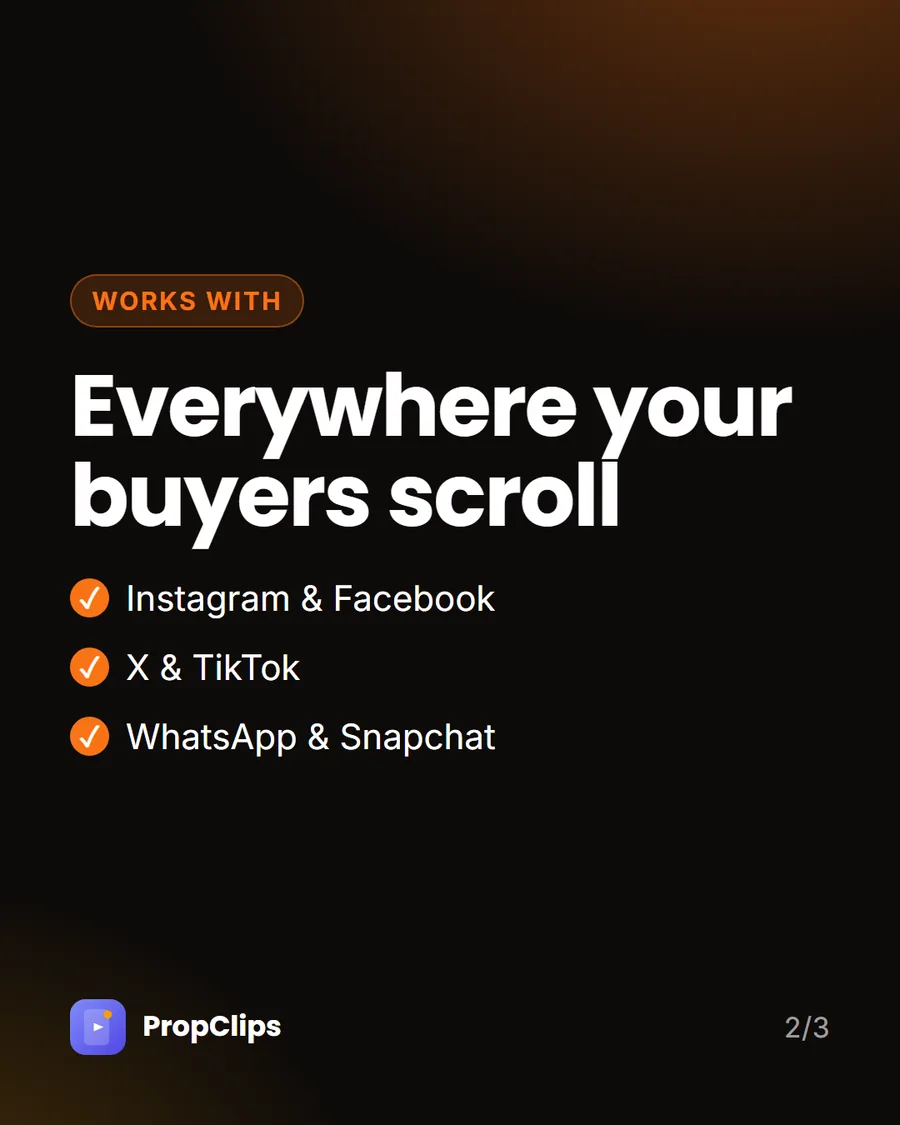 WORKS WITH
Everywhere your
buyers scroll
Instagram & Facebook
X & TikTok
WhatsApp & Snapchat
PropClips
2/3